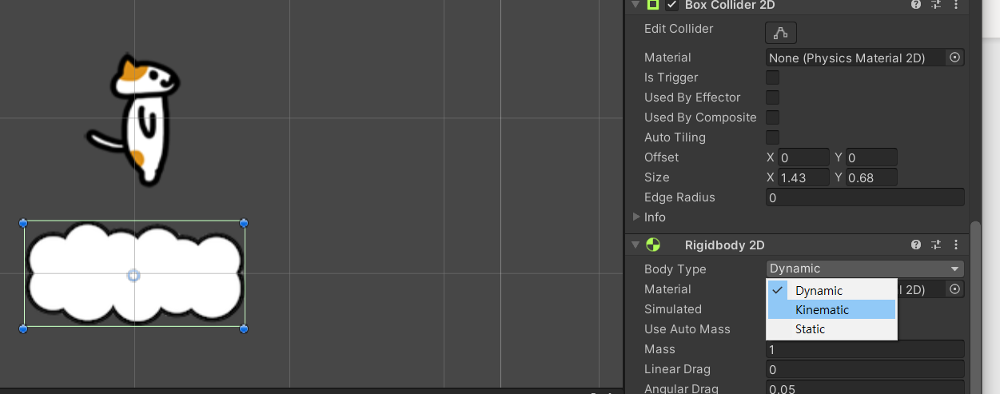 Box Collider 2D
Edit Collider
Material None (Physics Material 2D)
Is Trigger
Used By Effector
Used By Composite
Auto Tiling
Offset X 0 Y 0
Size X 1.43 Y 0.68
Edge Radius 0
Info
Rigidbody 2D
Body Type Dynamic
Material l 2D)
Dynamic
Simulated
Kinematic
Use Auto Mass
Static
Mass 1
Linear Drag 0
Angular Drag 0.05